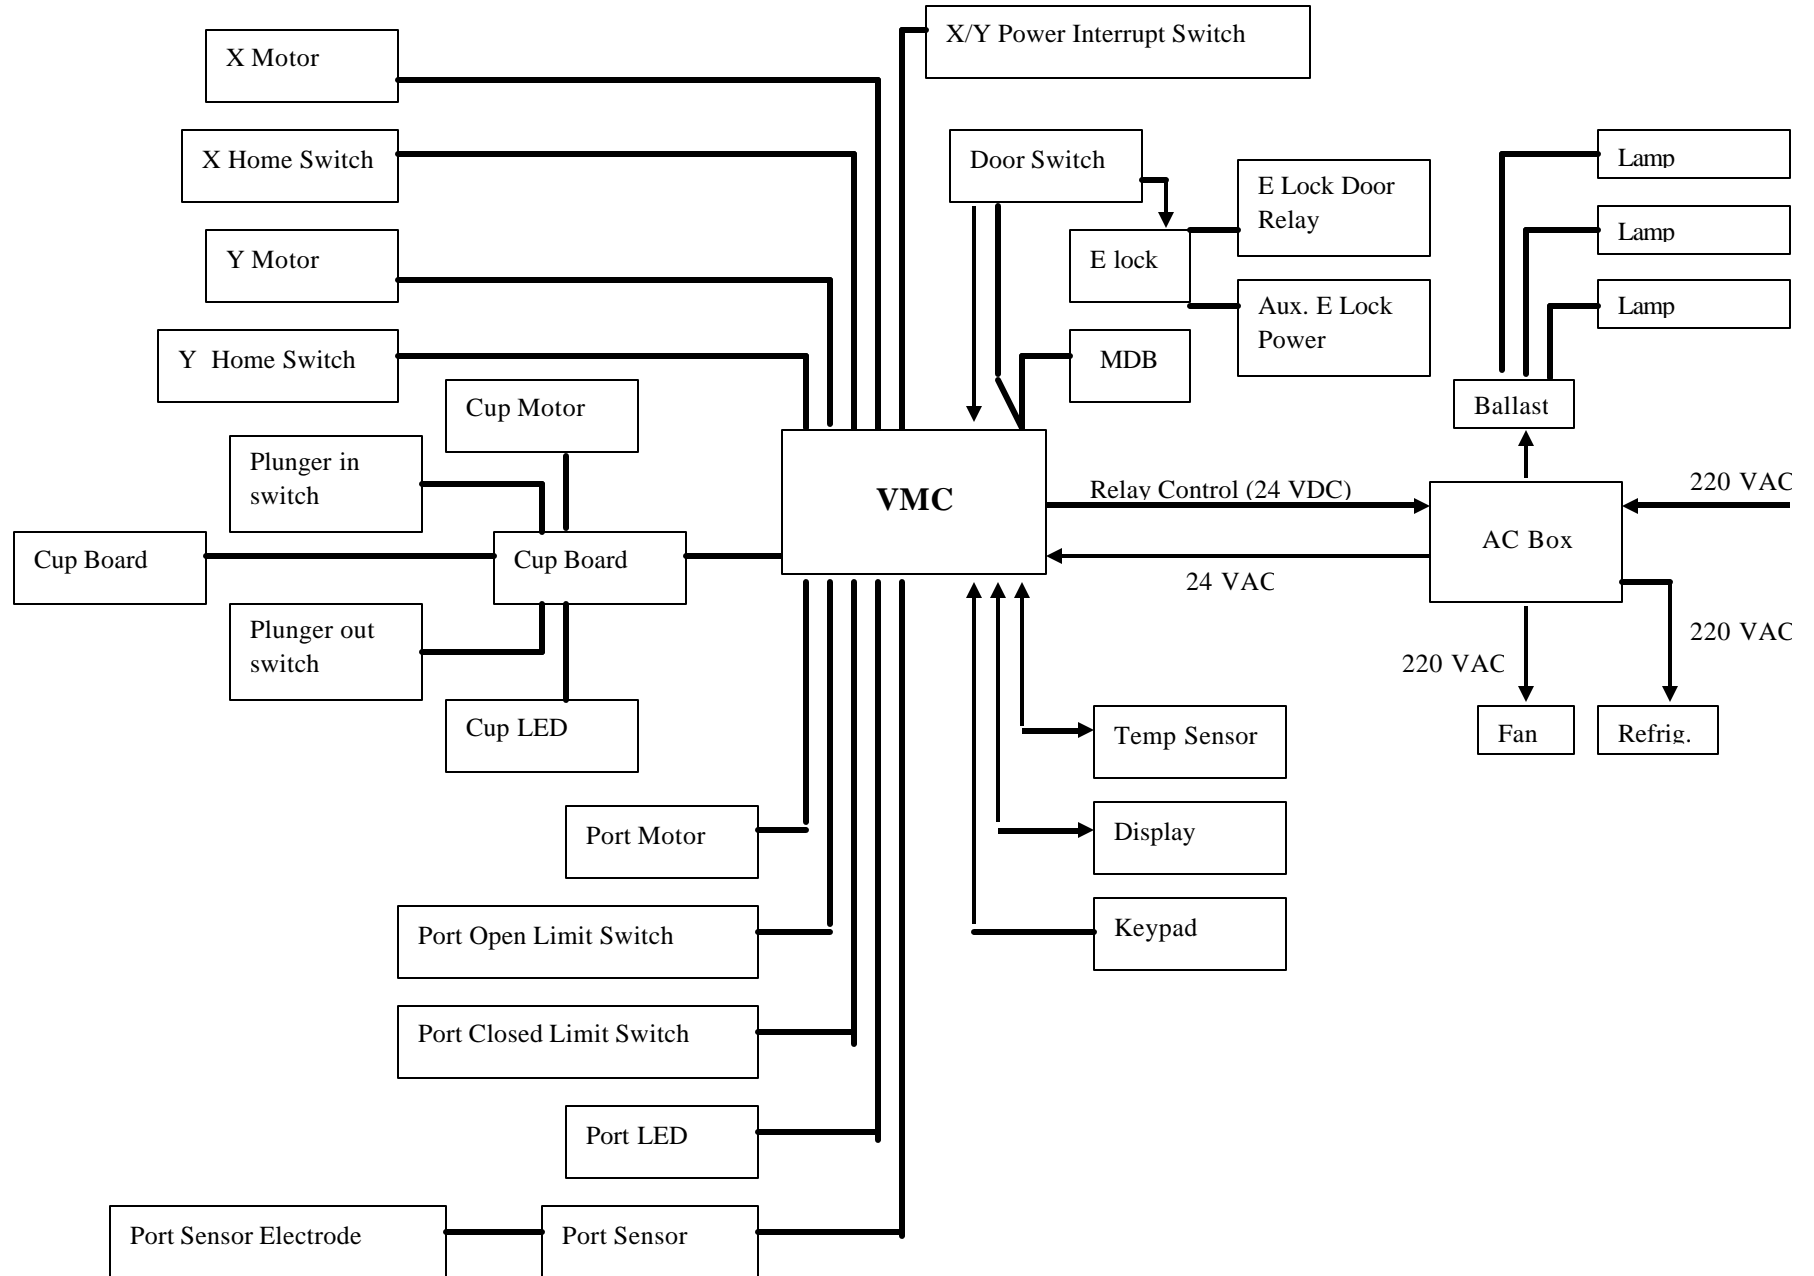 X/Y Power Interrupt Switch
X Motor
X Home Switch
Door Switch
E Lock Door
Relay
Lamp
Lamp
Y Motor
E lock
Aux. E Lock
Power
Lamp
Y Home Switch
MDB
Cup Motor
Ballast
Plunger in
switch
VMC
Relay Control (24 VDC)
220 VAC
Cup Board
Cup Board
AC Box
24 VAC
Plunger out
switch
220 VAC
220 VAC
Cup LED
Temp Sensor
Fan
Refrig.
Port Motor
Display
Port Open Limit Switch
Keypad
Port Closed Limit Switch
Port LED
Port Sensor Electrode
Port Sensor